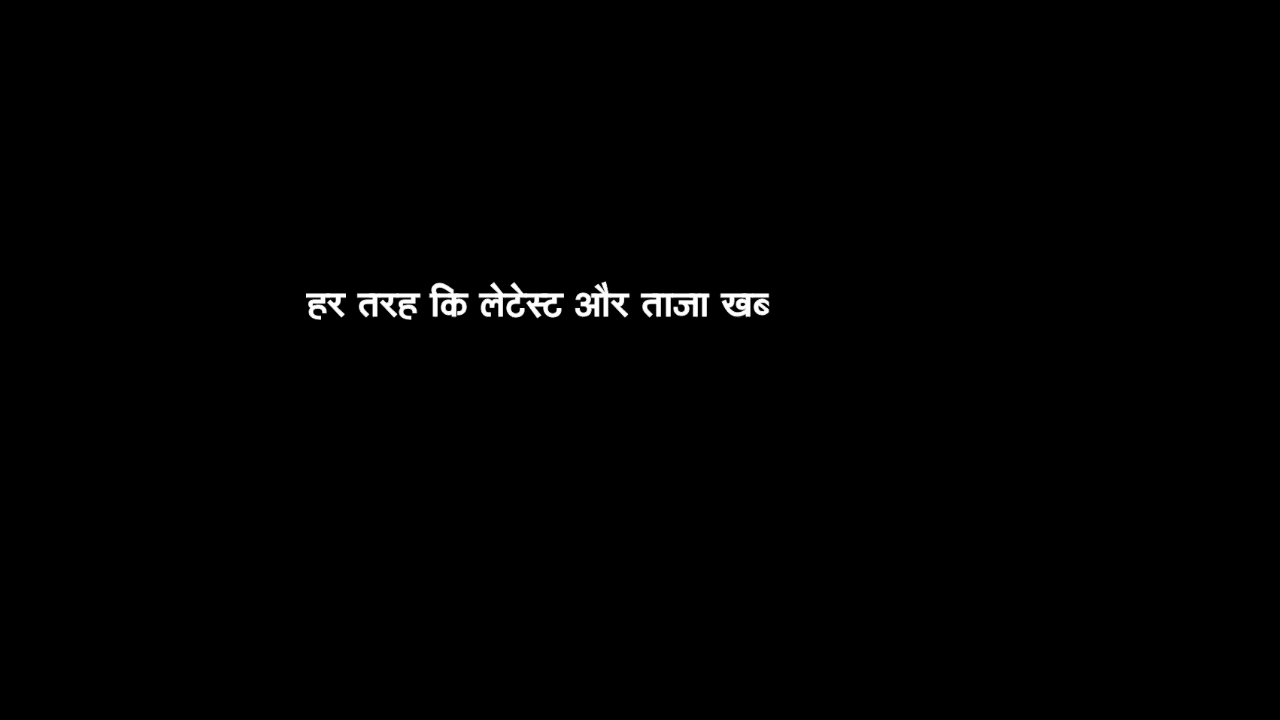 हर तरह कि लेटेस्ट और ताजा खब